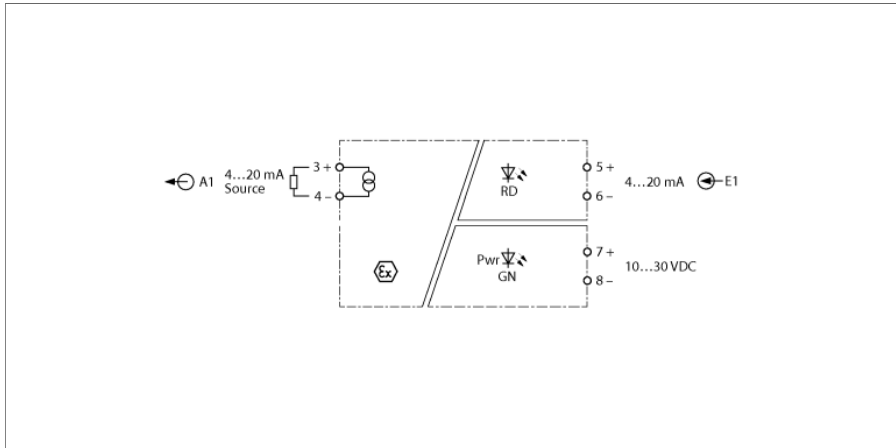 A1
4...20 mA
Source
3 +
4 –
Ex
RD
5 +
6 –
4...20 mA
E1
Pwr
GN
7 +
8 –
10...30 VDC